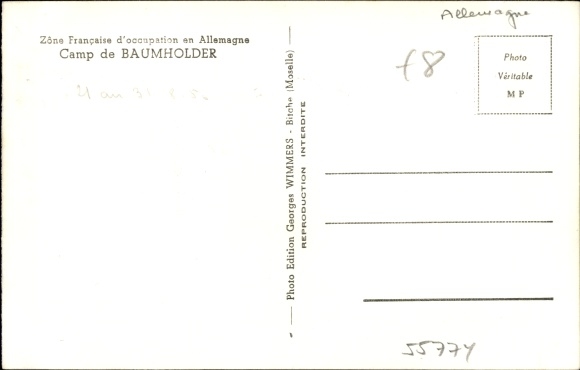 Zône Française d'occupation en Allemagne
Camp de BAUMHOLDER
Photo Edition Georges WIMMERS - Bitche (Moselle)
REPRODUCTION INTERDITE
Allemagne
f8
Photo
Véritable
M P
55774